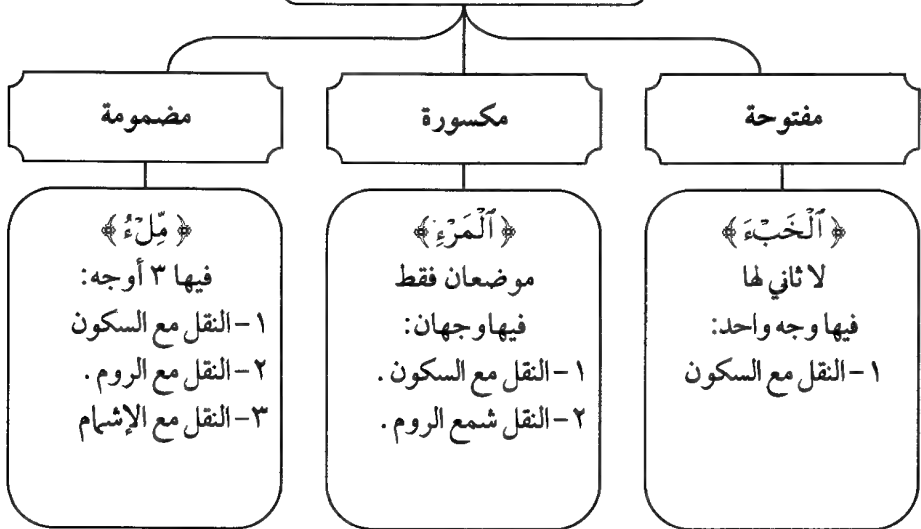 مفتوحة
﴿ٱلْخَبْءَ﴾
لا ثاني لها
فيها وجه واحد:
١- النقل مع السكون
مكسورة
﴿ٱلْمَرْءِ﴾
موضعان فقط
فيها وجهان:
١- النقل مع السكون.
٢- النقل شمع الروم.
مضمومة
﴿مِّلْءُ﴾
فيها ٣ أوجه:
١- النقل مع السكون
٢- النقل مع الروم.
٣- النقل مع الإشمام